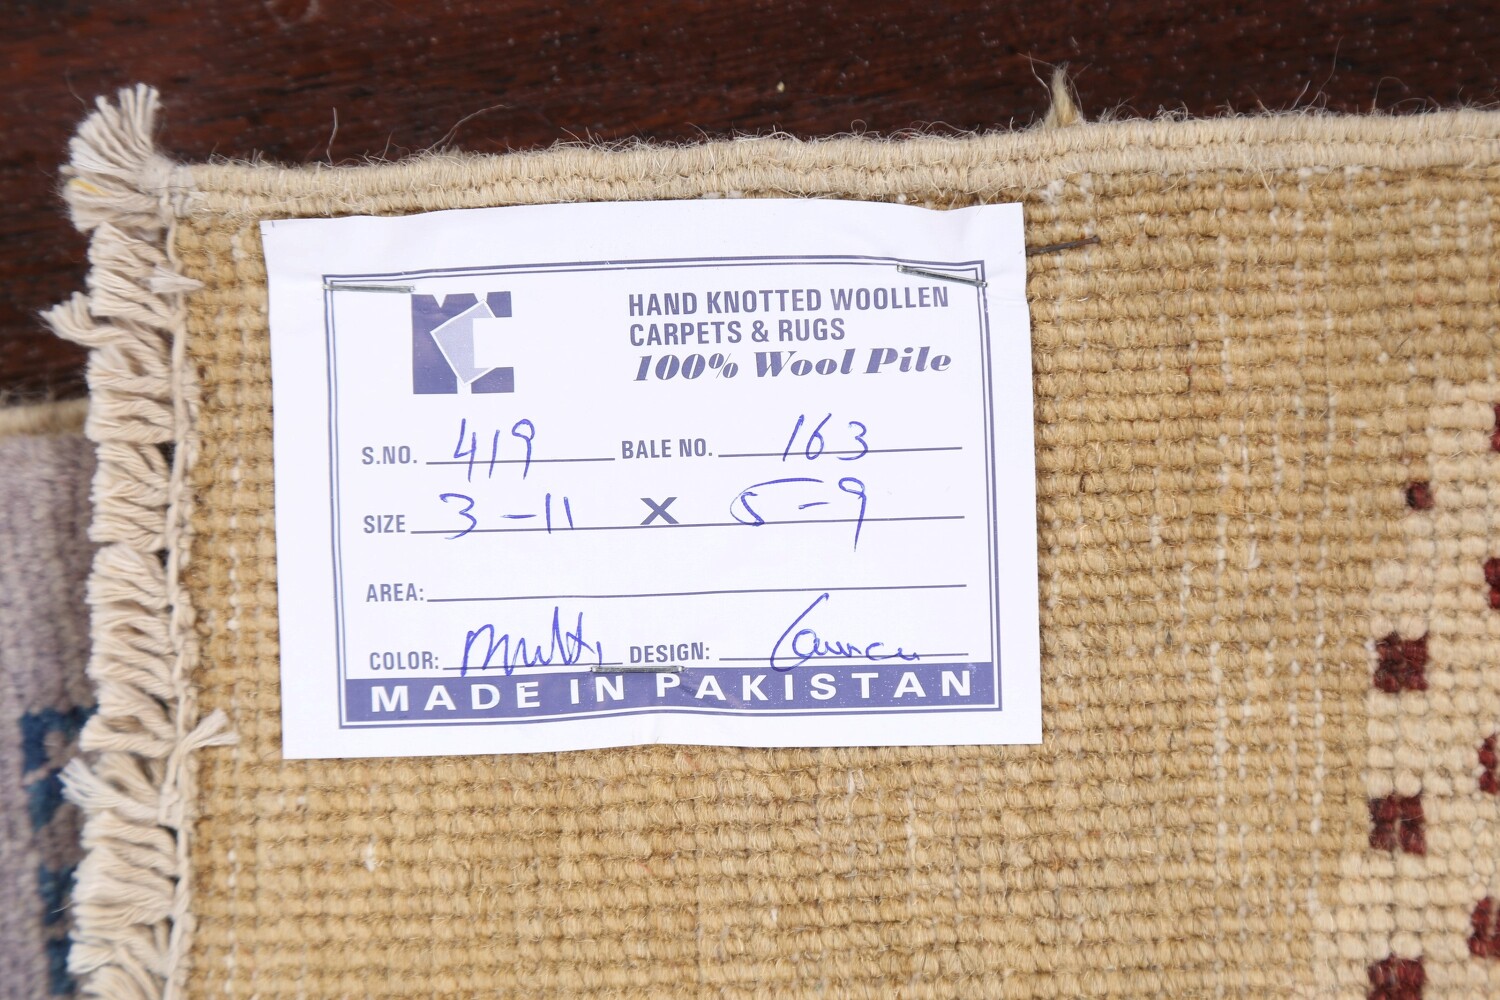 HAND KNOTTED WOOLLEN
CARPETS & RUGS
100% Wool Pile
S.NO. 419 BALE NO. 163
SIZE 3-11 X 5-9
AREA:
COLOR: Multi DESIGN:
MADE IN PAKISTAN